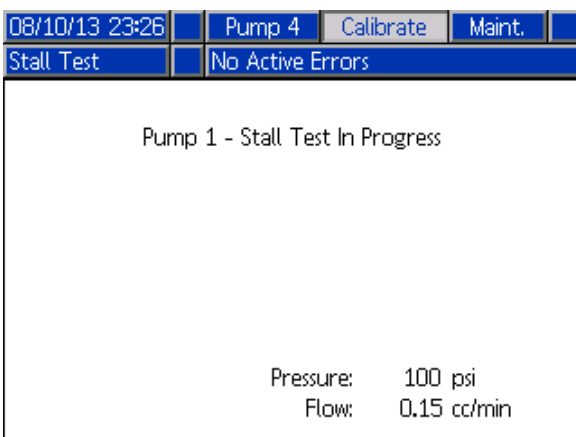 08/10/13 23:26 Pump 4 Calibrate Maint.
Stall Test No Active Errors
Pump 1 - Stall Test In Progress
Pressure: 100 psi
Flow: 0.15 cc/min